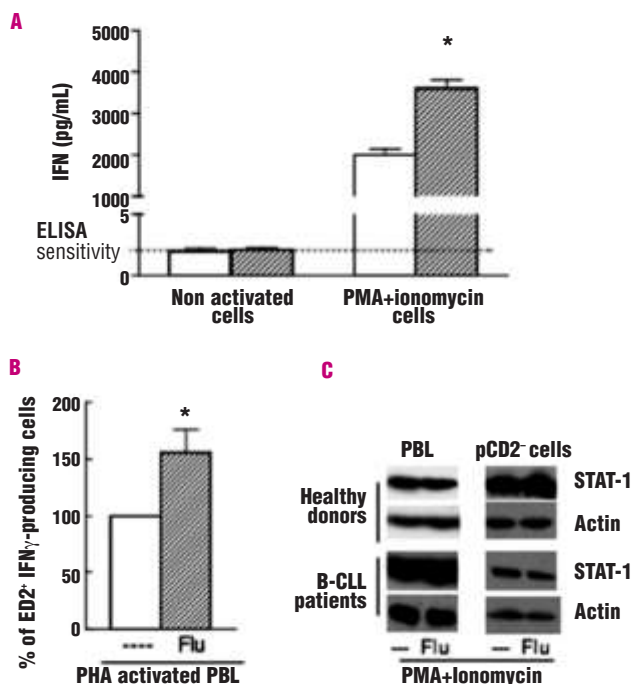 A
5000
4000
3000
2000
1000
5
0
IFN (pg/mL)
ELISA
sensitivity
*
Non activated
cells
PMA+ionomycin
cells
B
% of ED2⁺ IFNγ-producing cells
200
150
100
50
0
*
----
Flu
PHA activated PBL
C
PBL
pCD2⁻ cells
Healthy
donors
STAT-1
Actin
B-CLL
patients
STAT-1
Actin
— Flu
— Flu
PMA+Ionomycin